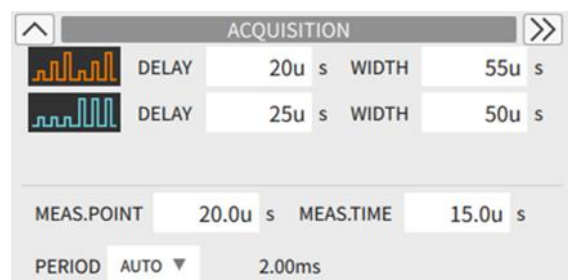 ACQUISITION
DELAY 20u s WIDTH 55u s
DELAY 25u s WIDTH 50u s
MEAS.POINT 20.0u s MEAS.TIME 15.0u s
PERIOD AUTO ▼ 2.00ms